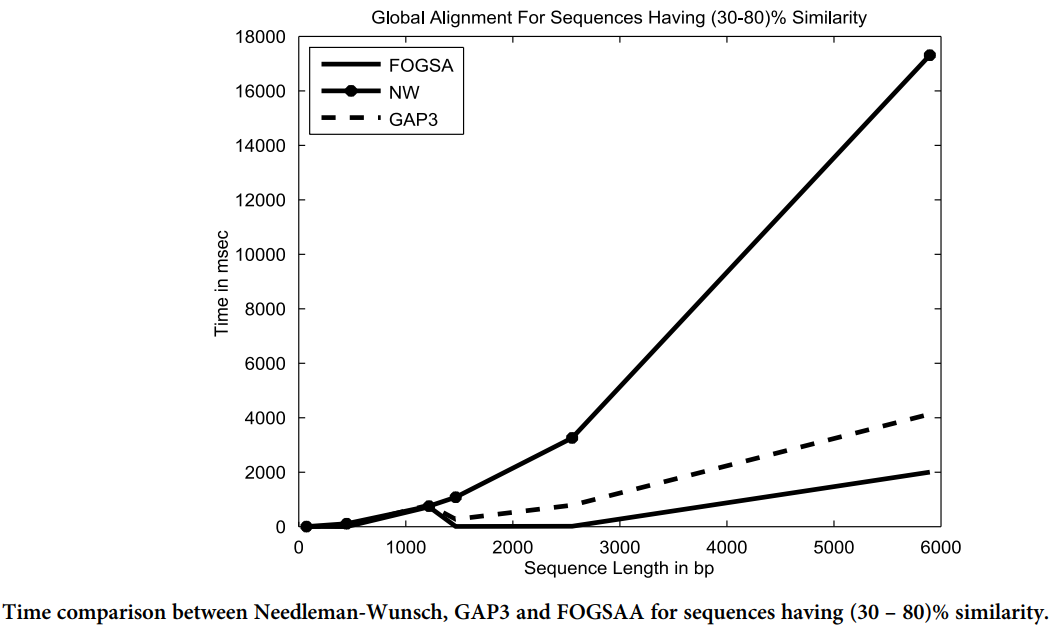 Global Alignment For Sequences Having (30-80)% Similarity
18000
16000
14000
12000
10000
8000
6000
4000
2000
0
Time in msec
FOGSA
NW
GAP3
0 1000 2000 3000 4000 5000 6000
Sequence Length in bp
Time comparison between Needleman-Wunsch, GAP3 and FOGSAA for sequences having (30 – 80)% similarity.